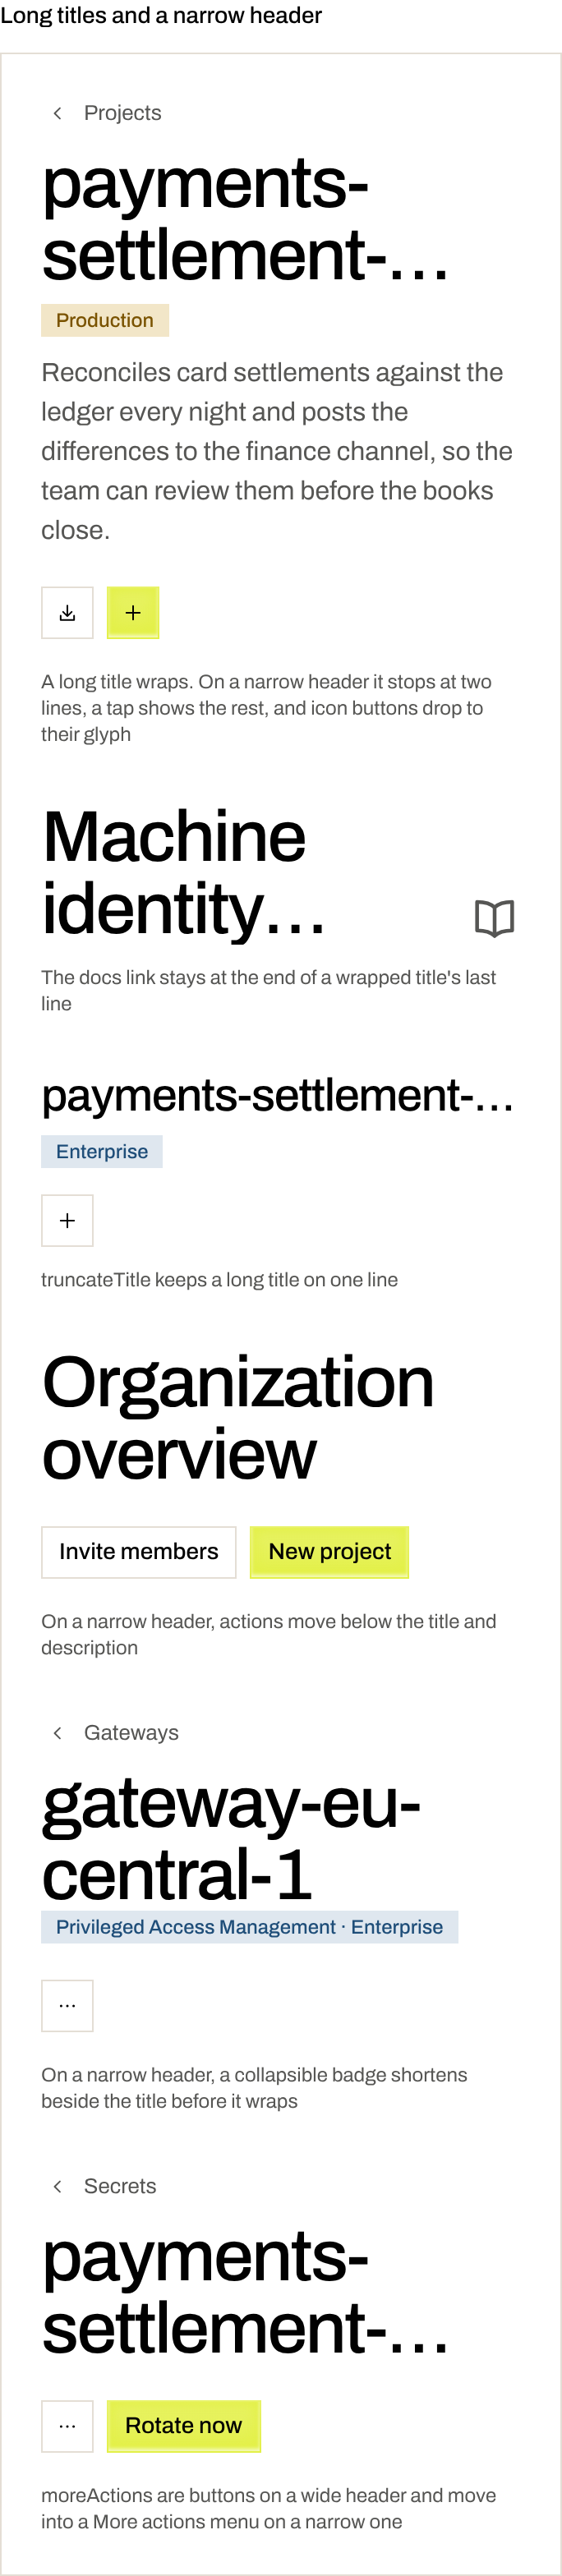 Long titles and a narrow header
Projects
payments-
settlement-...
Production
Reconciles card settlements against the
ledger every night and posts the
differences to the finance channel, so the
team can review them before the books
close.
A long title wraps. On a narrow header it stops at two
lines, a tap shows the rest, and icon buttons drop to
their glyph
Machine
identity...
The docs link stays at the end of a wrapped title's last
line
payments-settlement-...
Enterprise
truncateTitle keeps a long title on one line
Organization
overview
Invite members
New project
On a narrow header, actions move below the title and
description
Gateways
gateway-eu-
central-1
Privileged Access Management · Enterprise
On a narrow header, a collapsible badge shortens
beside the title before it wraps
Secrets
payments-
settlement-...
Rotate now
moreActions are buttons on a wide header and move
into a More actions menu on a narrow one